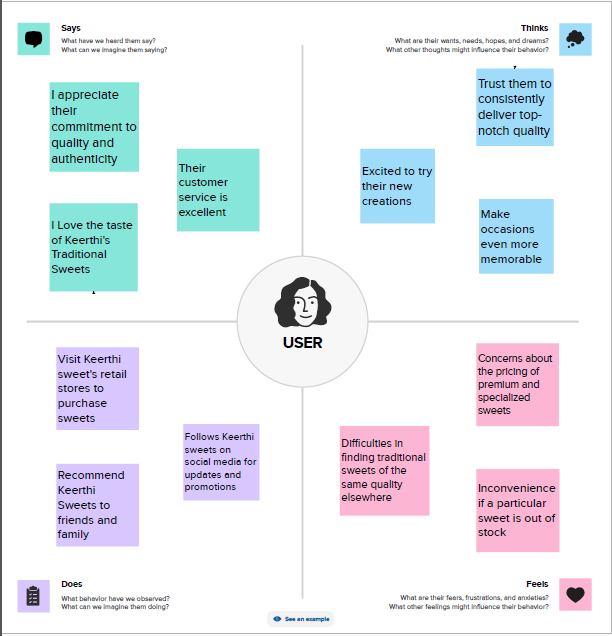 Says
What have we heard them say?
What can we imagine them saying?
Thinks
What are their wants, needs, hopes, and dreams?
What other thoughts might influence their behavior?
I appreciate
their
commitment to
quality and
authenticity
Their
customer
service is
excellent
I Love the taste
of Keerthi's
Traditional
Sweets
Trust them to
consistently
deliver top-
notch quality
Excited to try
their new
creations
Make
occasions
even more
memorable
USER
Visit Keerthi
sweet's retail
stores to
purchase
sweets
Follows Keerthi
sweets on
social media for
updates and
promotions
Recommend
Keerthi
Sweets to
friends and
family
Concerns about
the pricing of
premium and
specialized
sweets
Difficulties in
finding traditional
sweets of the
same quality
elsewhere
Inconvenience
if a particular
sweet is out of
stock
Does
What behavior have we observed?
What can we imagine them doing?
Feels
What are their fears, frustrations, and anxieties?
What other feelings might influence their behavior?
See an example